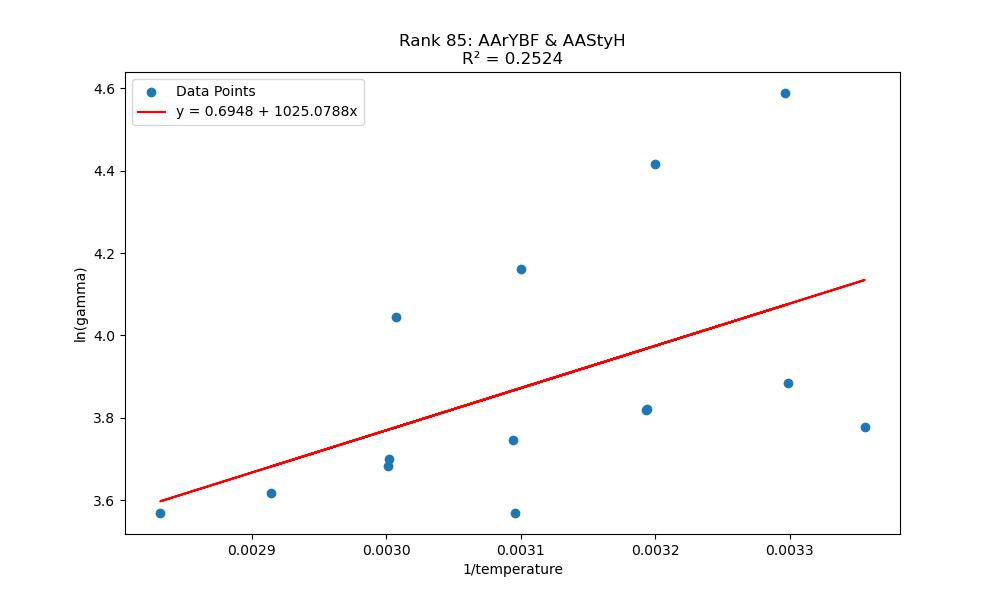 Rank 85: AArYBF & AAStyH
R² = 0.2524
Data Points
y = 0.6948 + 1025.0788x
4.6
4.4
4.2
4.0
3.8
3.6
ln(gamma)
0.0029 0.0030 0.0031 0.0032 0.0033
1/temperature